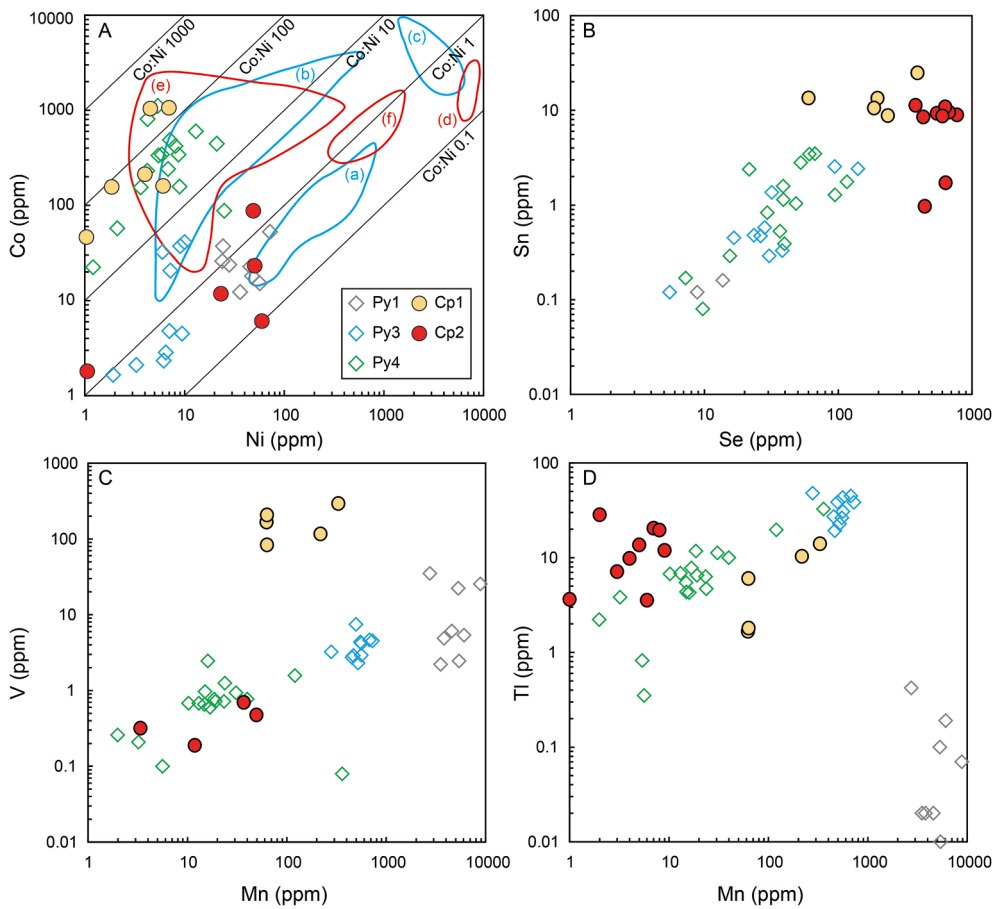 A
10000
1000
100
10
1
Co (ppm)
1
10
100
1000
10000
Ni (ppm)
Co:Ni 1000
Co:Ni 100
Co:Ni 10
Co:Ni 1
Co:Ni 0.1
(a)
(b)
(c)
(d)
(e)
(f)
Py1 Cp1
Py3 Cp2
Py4
B
100
10
1
0.1
0.01
Sn (ppm)
1
10
100
1000
Se (ppm)
C
1000
100
10
1
0.1
0.01
V (ppm)
1
10
100
1000
10000
Mn (ppm)
D
100
10
1
0.1
0.01
Tl (ppm)
1
10
100
1000
10000
Mn (ppm)